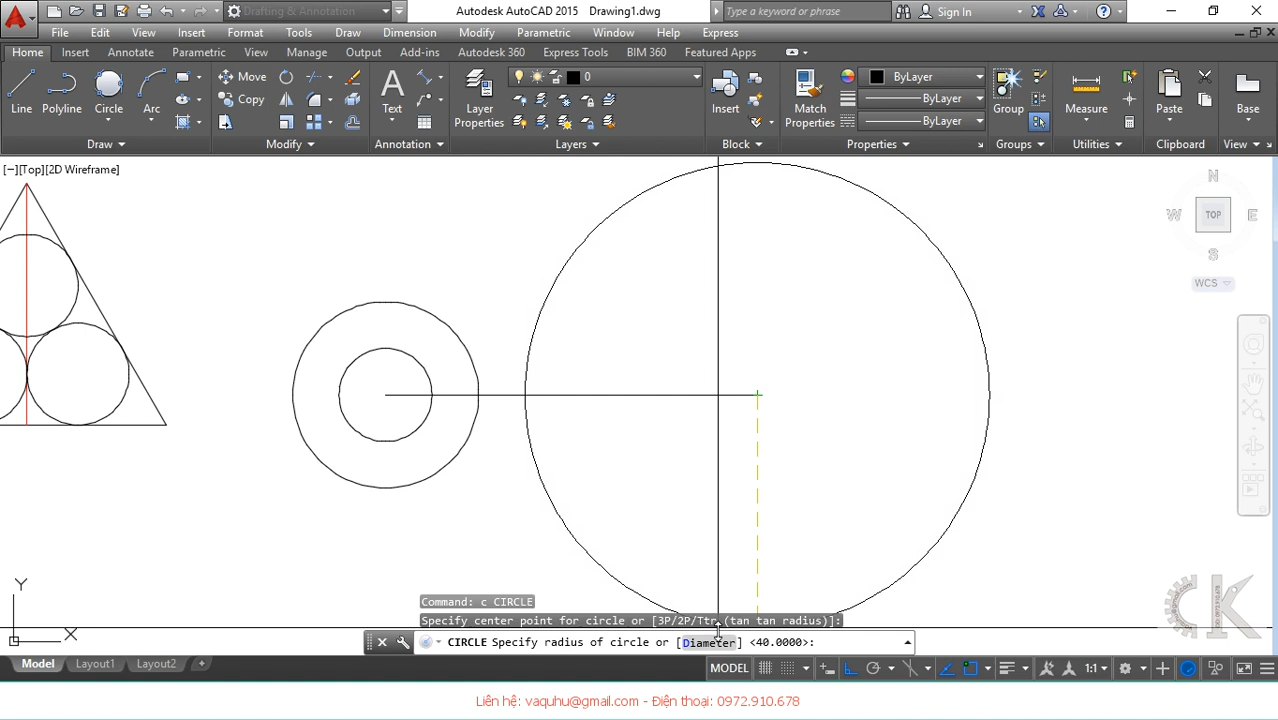 Drafting & Annotation
Autodesk AutoCAD 2015 Drawing1.dwg
Type a keyword or phrase
Sign In
File Edit View Insert Format Tools Draw Dimension Modify Parametric Window Help Express
Home Insert Annotate Parametric View Manage Output Add-ins Autodesk 360 Express Tools BIM 360 Featured Apps
Line Polyline Circle Arc
Move
Copy
Text
Layer Properties
0
Insert
Match Properties
ByLayer
ByLayer
ByLayer
Group
Measure
Paste
Base
Draw Modify Annotation Layers Block Properties Groups Utilities Clipboard View
[−][Top][2D Wireframe]
N
W TOP E
S
WCS
Y
X
Command: c CIRCLE
Specify center point for circle or [3P/2P/Ttr (tan tan radius)]:
CIRCLE Specify radius of circle or [Diameter] <40.0000>:
Model Layout1 Layout2 +
MODEL
1:1
Liên hệ: vaquhu@gmail.com - Điện thoại: 0972.910.678